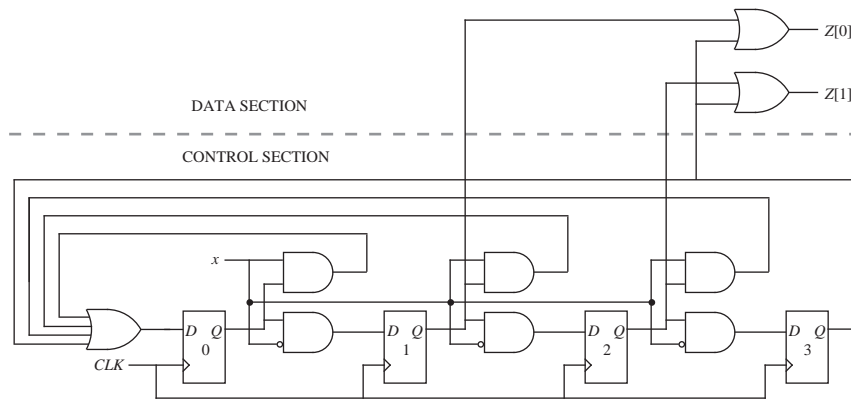 Z[0]
Z[1]
DATA SECTION
CONTROL SECTION
x
D Q
0
D Q
1
D Q
2
D Q
3
CLK